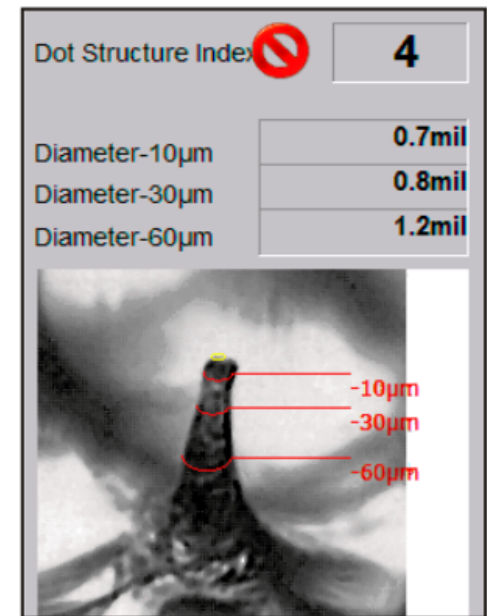 Dot Structure Index 4
Diameter-10µm 0.7mil
Diameter-30µm 0.8mil
Diameter-60µm 1.2mil
-10µm
-30µm
-60µm